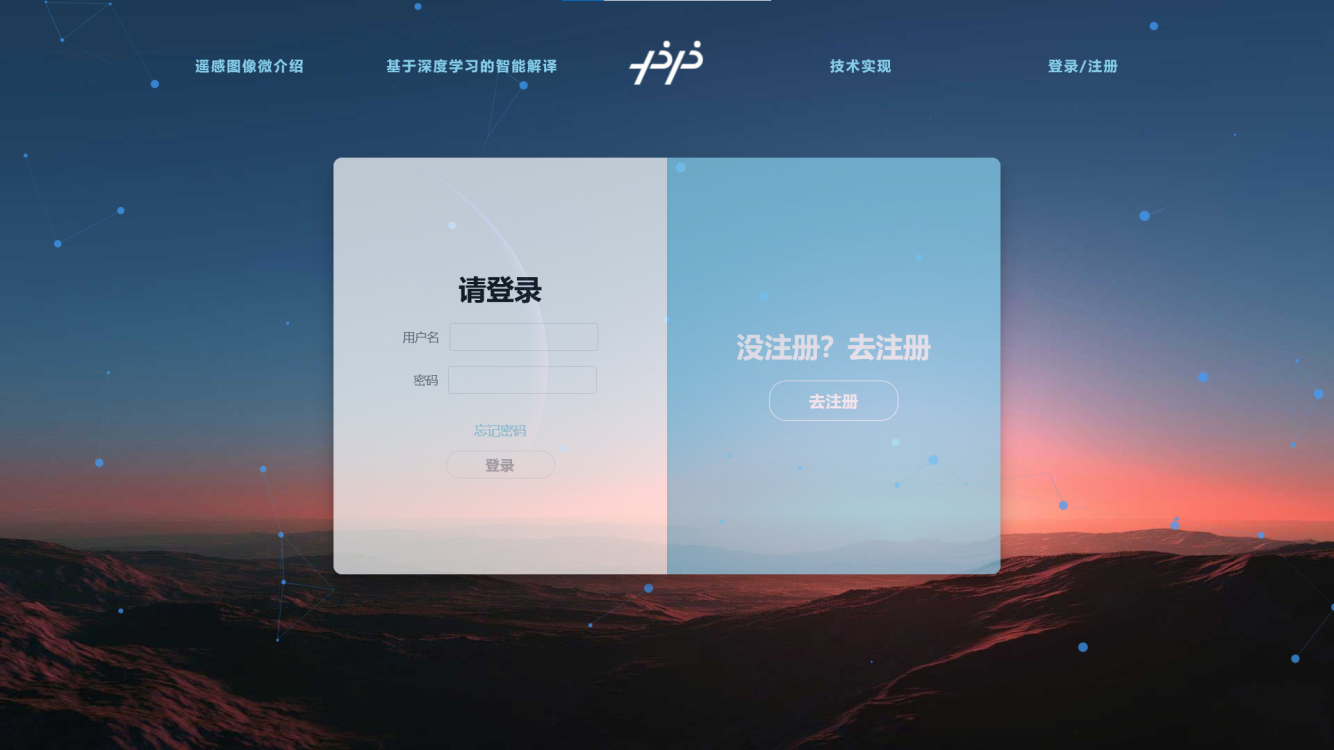 遥感图像微介绍
基于深度学习的智能解译
技术实现
登录/注册
请登录
用户名
密码
忘记密码
登录
没注册？去注册
去注册